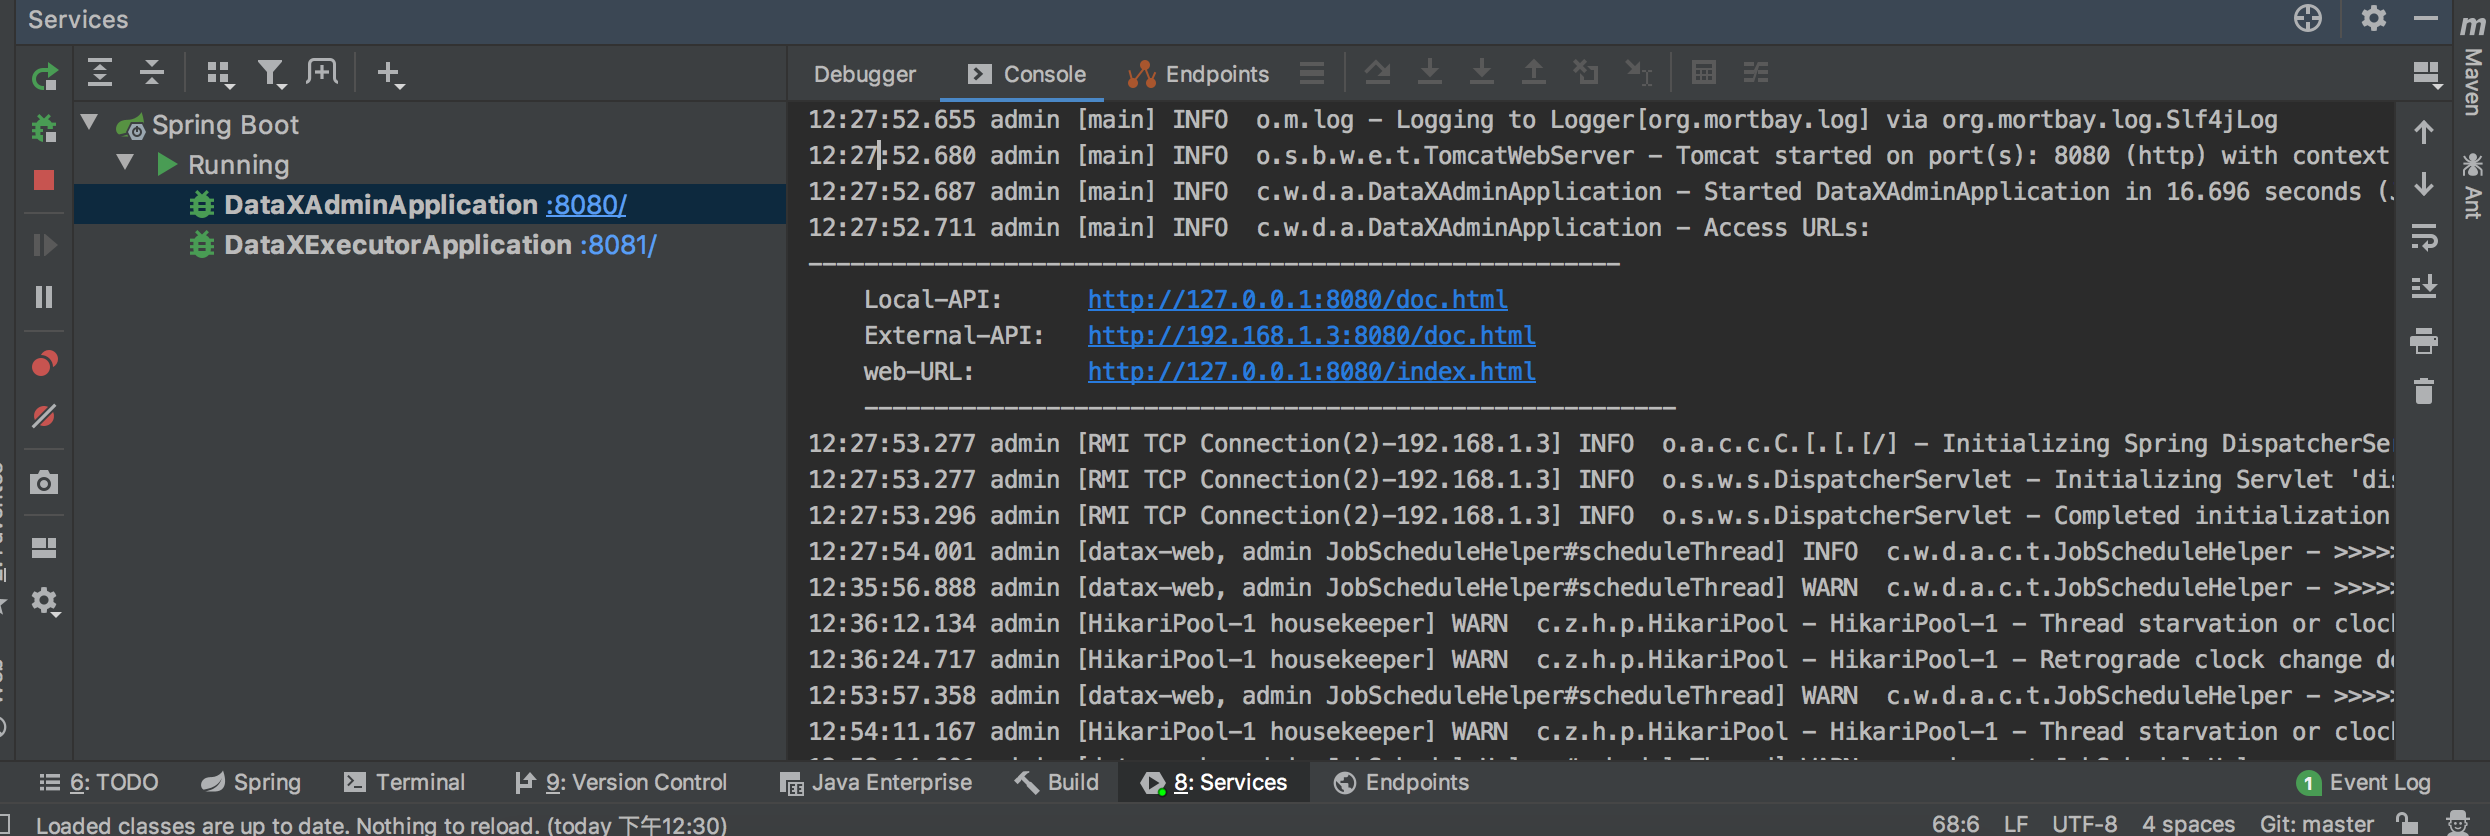 Services
Debugger
Console
Endpoints
Maven
Ant
Spring Boot
Running
DataXAdminApplication :8080/
DataXExecutorApplication :8081/
12:27:52.655 admin [main] INFO  o.m.log - Logging to Logger[org.mortbay.log] via org.mortbay.log.Slf4jLog
12:27:52.680 admin [main] INFO  o.s.b.w.e.t.TomcatWebServer - Tomcat started on port(s): 8080 (http) with context
12:27:52.687 admin [main] INFO  c.w.d.a.DataXAdminApplication - Started DataXAdminApplication in 16.696 seconds (
12:27:52.711 admin [main] INFO  c.w.d.a.DataXAdminApplication - Access URLs:
----------------------------------------------------------
Local-API: http://127.0.0.1:8080/doc.html
External-API: http://192.168.1.3:8080/doc.html
web-URL: http://127.0.0.1:8080/index.html
----------------------------------------------------------
12:27:53.277 admin [RMI TCP Connection(2)-192.168.1.3] INFO  o.a.c.c.C.[.[.[/] - Initializing Spring DispatcherSe
12:27:53.277 admin [RMI TCP Connection(2)-192.168.1.3] INFO  o.s.w.s.DispatcherServlet - Initializing Servlet 'dis
12:27:53.296 admin [RMI TCP Connection(2)-192.168.1.3] INFO  o.s.w.s.DispatcherServlet - Completed initialization
12:27:54.001 admin [datax-web, admin JobScheduleHelper#scheduleThread] INFO  c.w.d.a.c.t.JobScheduleHelper - >>>>>
12:35:56.888 admin [datax-web, admin JobScheduleHelper#scheduleThread] WARN  c.w.d.a.c.t.JobScheduleHelper - >>>>>
12:36:12.134 admin [HikariPool-1 housekeeper] WARN  c.z.h.p.HikariPool - HikariPool-1 - Thread starvation or cloc
12:36:24.717 admin [HikariPool-1 housekeeper] WARN  c.z.h.p.HikariPool - HikariPool-1 - Retrograde clock change de
12:53:57.358 admin [datax-web, admin JobScheduleHelper#scheduleThread] WARN  c.w.d.a.c.t.JobScheduleHelper - >>>>>
12:54:11.167 admin [HikariPool-1 housekeeper] WARN  c.z.h.p.HikariPool - HikariPool-1 - Thread starvation or cloc
6: TODO
Spring
Terminal
9: Version Control
Java Enterprise
Build
8: Services
Endpoints
1 Event Log
Loaded classes are up to date. Nothing to reload. (today 下午12:30)
68:6 LF UTF-8 4 spaces Git: master